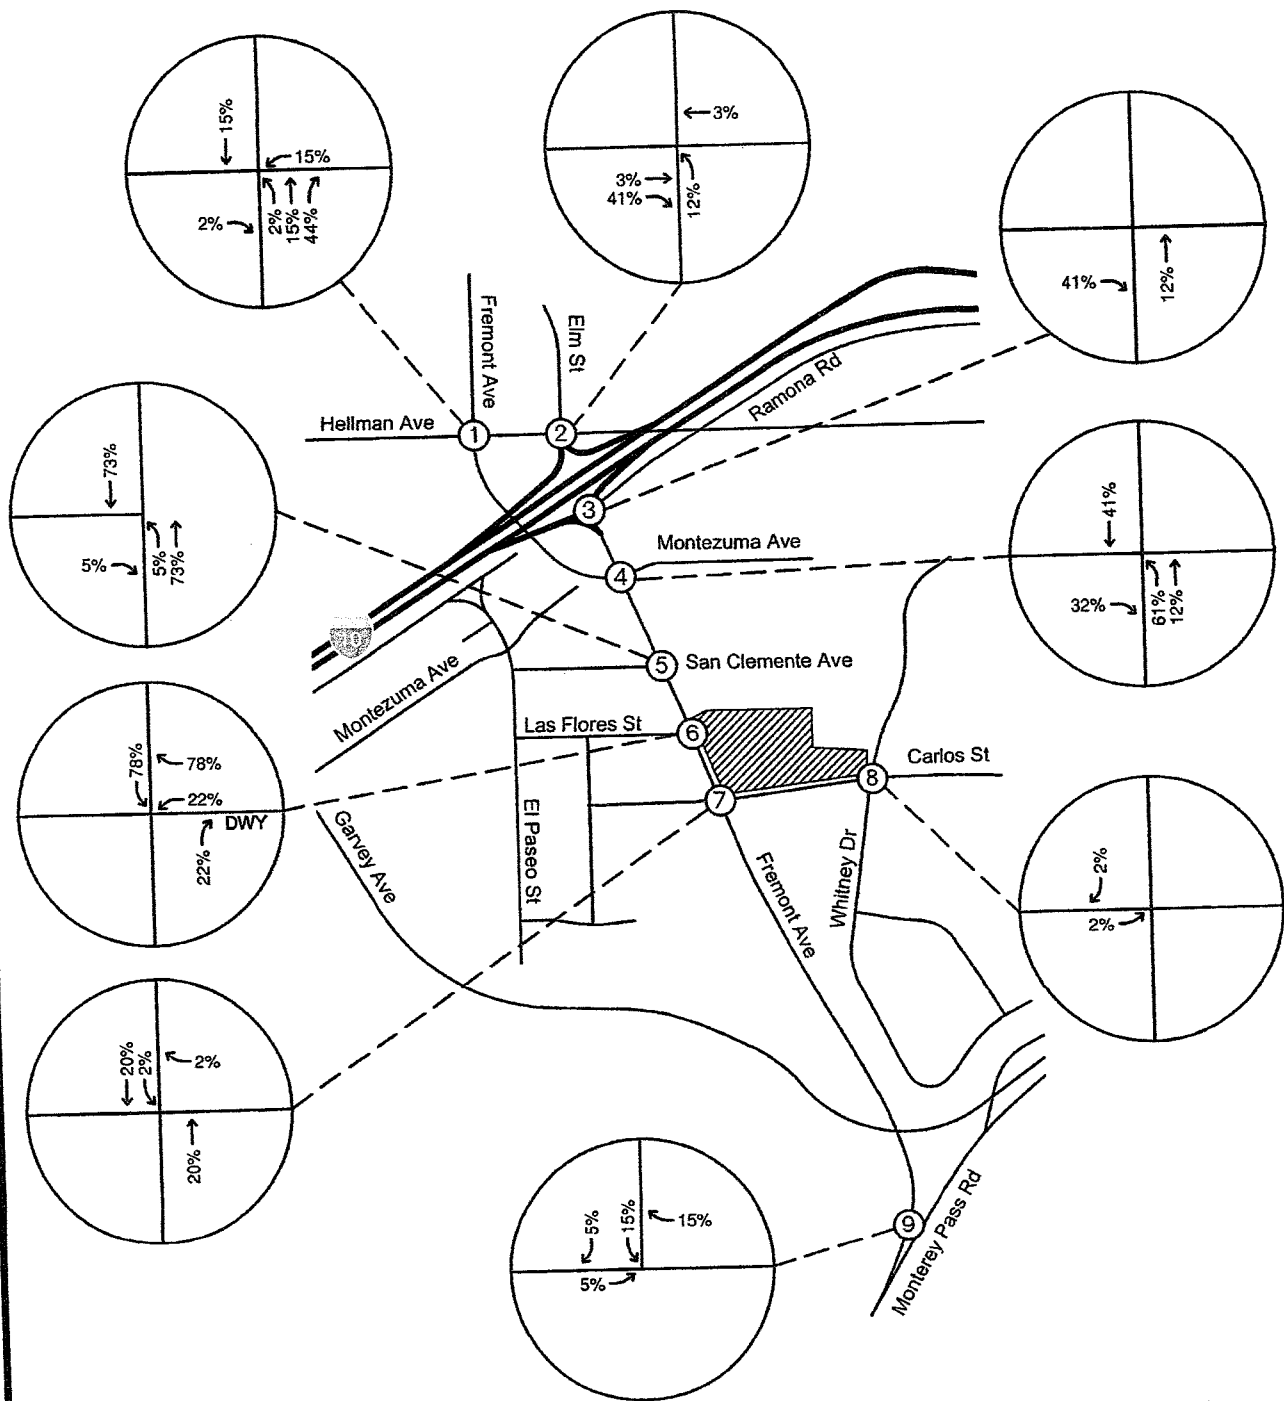 15%
15%
2%
2%
15%
44%
3%
3%
41%
12%
41%
12%
Fremont Ave
Elm St
Ramona Rd
Hellman Ave
1
2
3
73%
5%
5%
73%
Montezuma Ave
4
41%
32%
61%
12%
10
Montezuma Ave
5
San Clemente Ave
Las Flores St
6
78%
78%
22%
DWY
22%
7
8
Carlos St
El Paseo St
Garvey Ave
Fremont Ave
Whitney Dr
2%
2%
20%
2%
2%
20%
5%
15%
15%
5%
9
Monterey Pass Rd